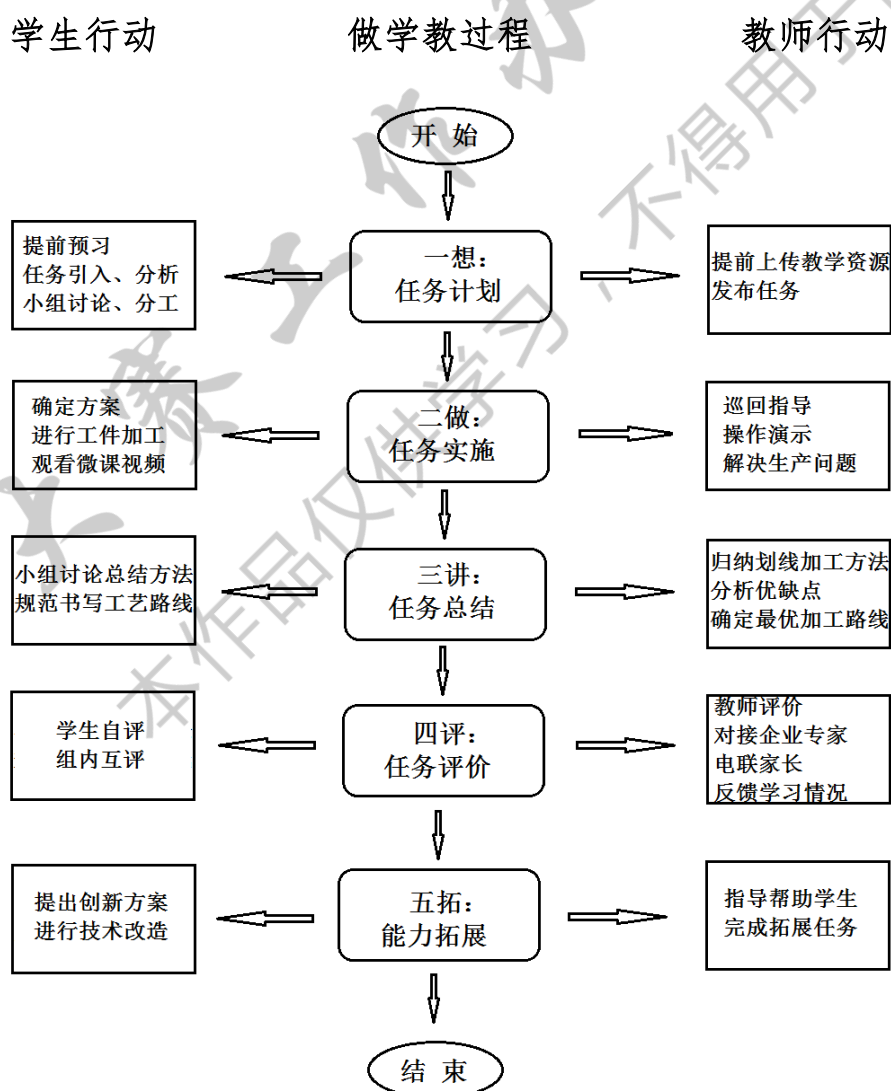 学生行动
做学教过程
教师行动
开 始
提前预习
任务引入、分析
小组讨论、分工
一想：
任务计划
提前上传教学资源
发布任务
确定方案
进行工件加工
观看微课视频
二做：
任务实施
巡回指导
操作演示
解决生产问题
小组讨论总结方法
规范书写工艺路线
三讲：
任务总结
归纳划线加工方法
分析优缺点
确定最优加工路线
学生自评
组内互评
四评：
任务评价
教师评价
对接企业专家
电联家长
反馈学习情况
提出创新方案
进行技术改造
五拓：
能力拓展
指导帮助学生
完成拓展任务
结 束
大赛工作
本作品仅供学习，不得用于